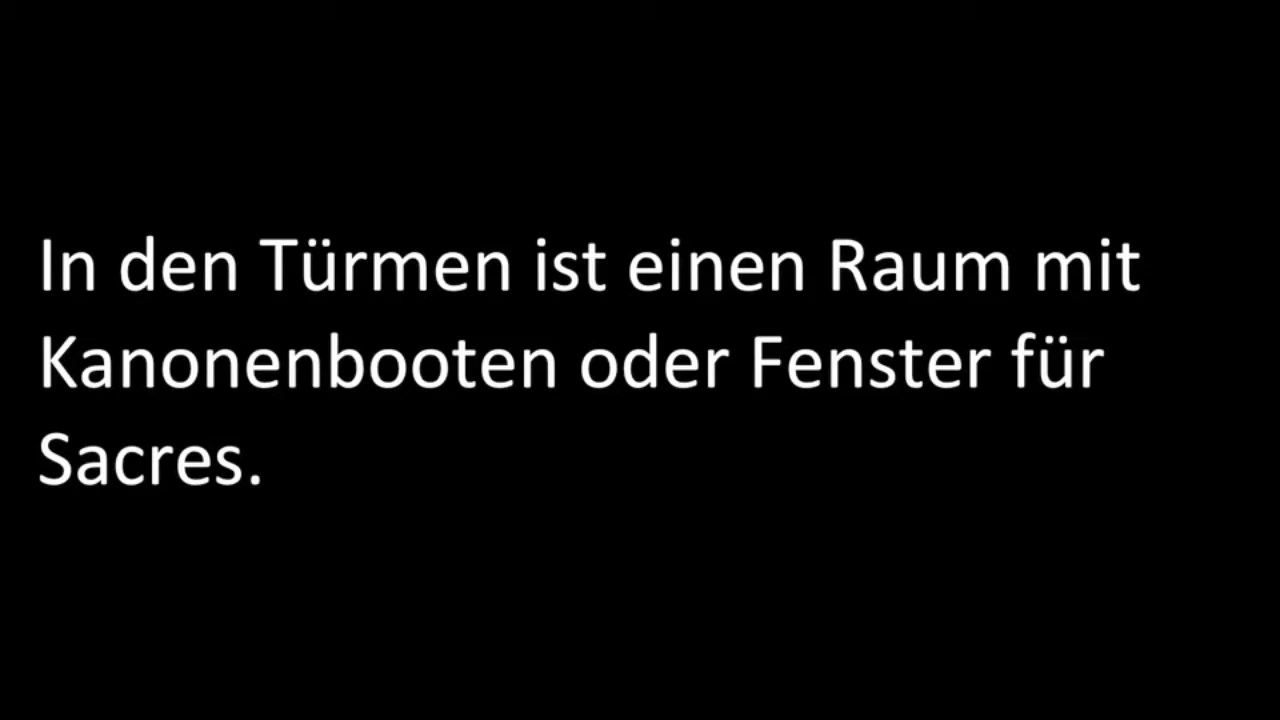 In den Türmen ist einen Raum mit
Kanonenbooten oder Fenster für
Sacres.